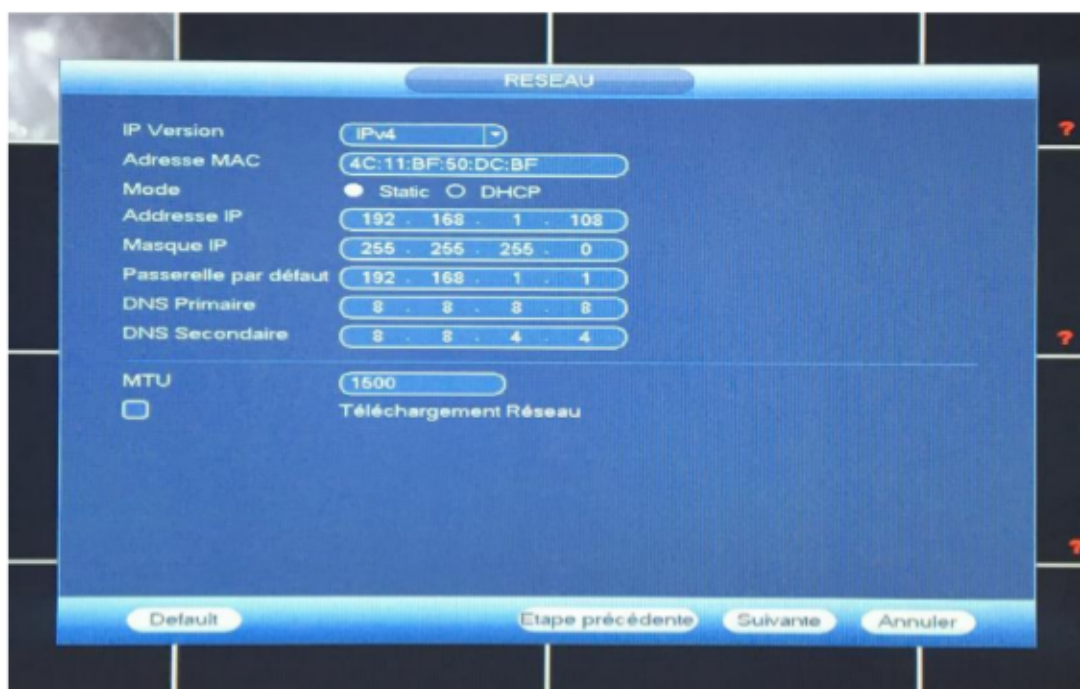 RESEAU
IP Version IPv4
Adresse MAC 4C:11:BF:50:DC:BF
Mode Static DHCP
Addresse IP 192 . 168 . 1 . 108
Masque IP 255 . 255 . 255 . 0
Passerelle par défaut 192 . 168 . 1 . 1
DNS Primaire 8 . 8 . 8 . 8
DNS Secondaire 8 . 8 . 4 . 4
MTU 1500
Téléchargement Réseau
Default Etape précédente Suivante Annuler
?
?
?